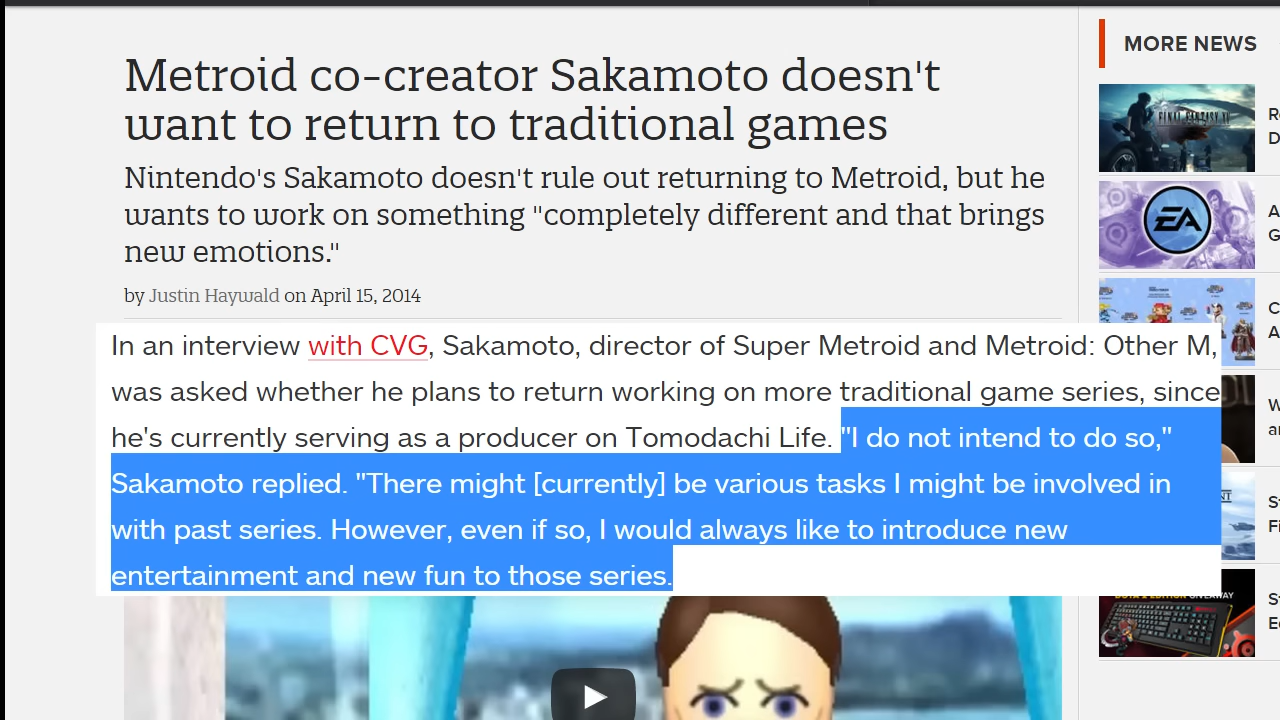 Metroid co-creator Sakamoto doesn't
want to return to traditional games
Nintendo's Sakamoto doesn't rule out returning to Metroid, but he
wants to work on something "completely different and that brings
new emotions."
by Justin Haywald on April 15, 2014
In an interview with CVG, Sakamoto, director of Super Metroid and Metroid: Other M,
was asked whether he plans to return working on more traditional game series, since
he's currently serving as a producer on Tomodachi Life. "I do not intend to do so,"
Sakamoto replied. "There might [currently] be various tasks I might be involved in
with past series. However, even if so, I would always like to introduce new
entertainment and new fun to those series.
MORE NEWS
FINAL FANTASY XV
EA
GIVEAWAY